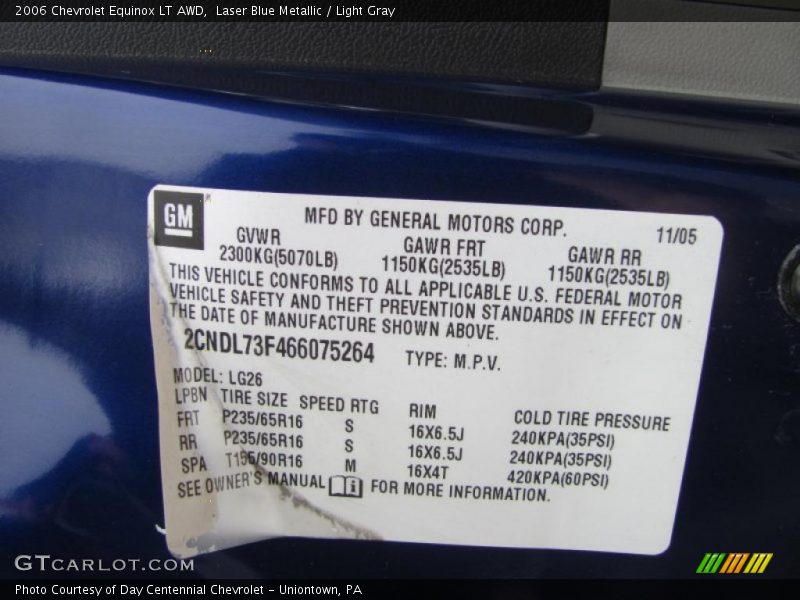 2006 Chevrolet Equinox LT AWD, Laser Blue Metallic / Light Gray
GM
MFD BY GENERAL MOTORS CORP. 11/05
GVWR GAWR FRT GAWR RR
2300KG(5070LB) 1150KG(2535LB) 1150KG(2535LB)
THIS VEHICLE CONFORMS TO ALL APPLICABLE U.S. FEDERAL MOTOR
VEHICLE SAFETY AND THEFT PREVENTION STANDARDS IN EFFECT ON
THE DATE OF MANUFACTURE SHOWN ABOVE.
2CNDL73F466075264 TYPE: M.P.V.
MODEL: LG26
LPBN TIRE SIZE SPEED RTG RIM COLD TIRE PRESSURE
FRT P235/65R16 S 16X6.5J 240KPA(35PSI)
RR P235/65R16 S 16X6.5J 240KPA(35PSI)
SPA T155/90R16 M 16X4T 420KPA(60PSI)
SEE OWNER'S MANUAL FOR MORE INFORMATION.
GTCARLOT.COM
Photo Courtesy of Day Centennial Chevrolet - Uniontown, PA